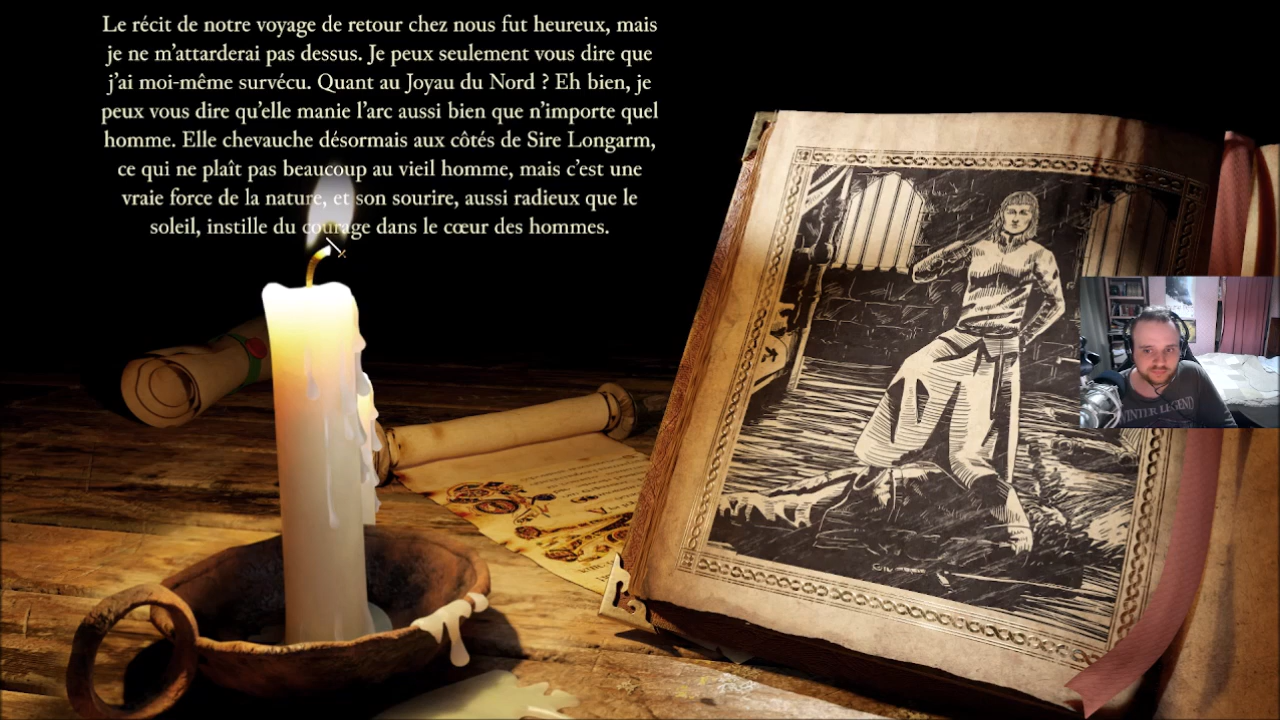 Le récit de notre voyage de retour chez nous fut heureux, mais
je ne m'attarderai pas dessus. Je peux seulement vous dire que
j'ai moi-même survécu. Quant au Joyau du Nord ? Eh bien, je
peux vous dire qu'elle manie l'arc aussi bien que n'importe quel
homme. Elle chevauche désormais aux côtés de Sire Longarm,
ce qui ne plaît pas beaucoup au vieil homme, mais c'est une
vraie force de la nature, et son sourire, aussi radieux que le
soleil, instille du courage dans le cœur des hommes.